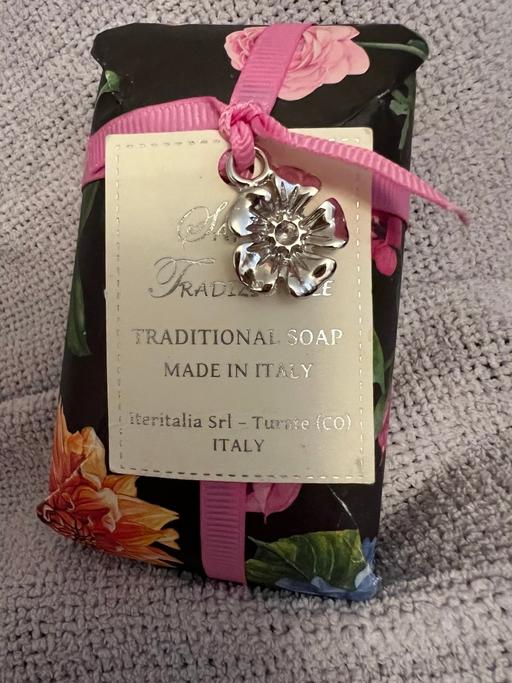 TRADITIONAL SOAP
MADE IN ITALY
Iteritalia Srl - Turate (CO)
ITALY